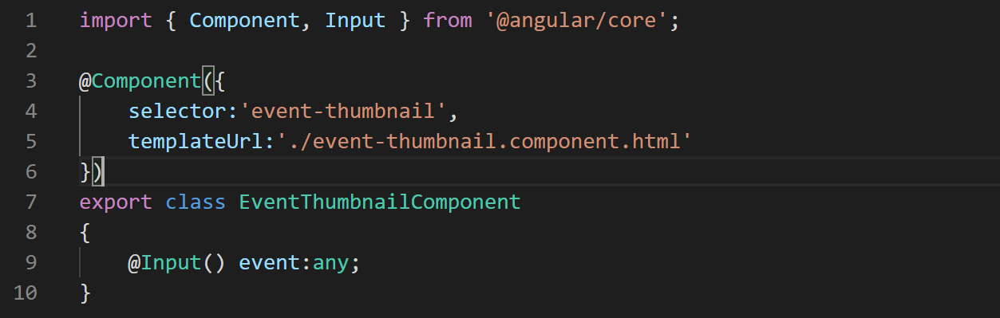 1 import { Component, Input } from '@angular/core';
2
3 @Component({
4 selector:'event-thumbnail',
5 templateUrl:'./event-thumbnail.component.html'
6 })
7 export class EventThumbnailComponent
8 {
9 @Input() event:any;
10 }